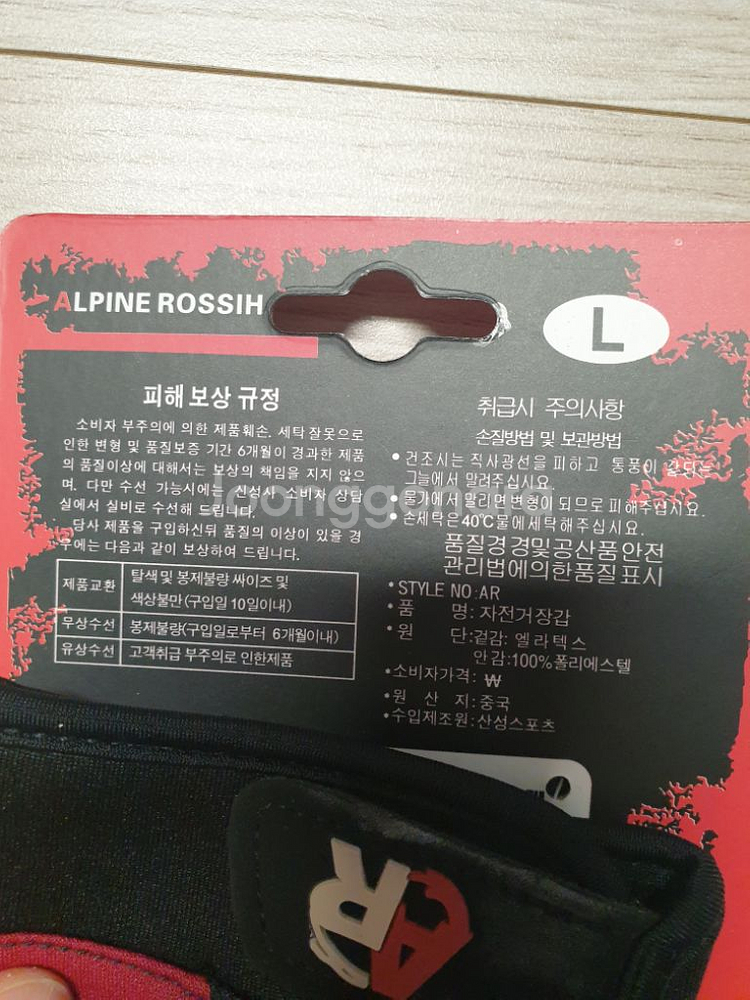 ALPINE ROSSIH
L
피해 보상 규정
소비자 부주의에 의한 제품훼손, 세탁 잘못으로
인한 변형 및 품질보증 기간 6개월이 경과한 제품
의 품질이상에 대해서는 보상의 책임을 지지 않으
며, 다만 수선 가능시에는 신성사 소비자 상담
실에서 실비로 수선해 드립니다.
당사 제품을 구입하신뒤 품질의 이상이 있을 경
우에는 다음과 같이 보상하여 드립니다.
제품교환 탈색 및 봉제불량 싸이즈 및
색상불만 (구입일 10일이내)
무상수선 봉제불량(구입일로부터 6개월이내)
유상수선 고객취급 부주의로 인한제품
취급시 주의사항
손질방법 및 보관방법
• 건조시는 직사광선을 피하고 통풍이 잘되는
그늘에서 말려주십시요.
• 불가에서 말리면 변형이 되므로 피해주십시요.
• 손세탁은 40℃물에 세탁해주십시요.
품질경경및공산품안전
관리법에의한품질표시
• STYLE NO: AR
• 품 명: 자전거장갑
• 원 단: 겉감: 엘라텍스
안감: 100%폴리에스텔
• 소비자가격: ₩
• 원 산 지: 중국
• 수입제조원: 산성스포츠
loonggandra
AR